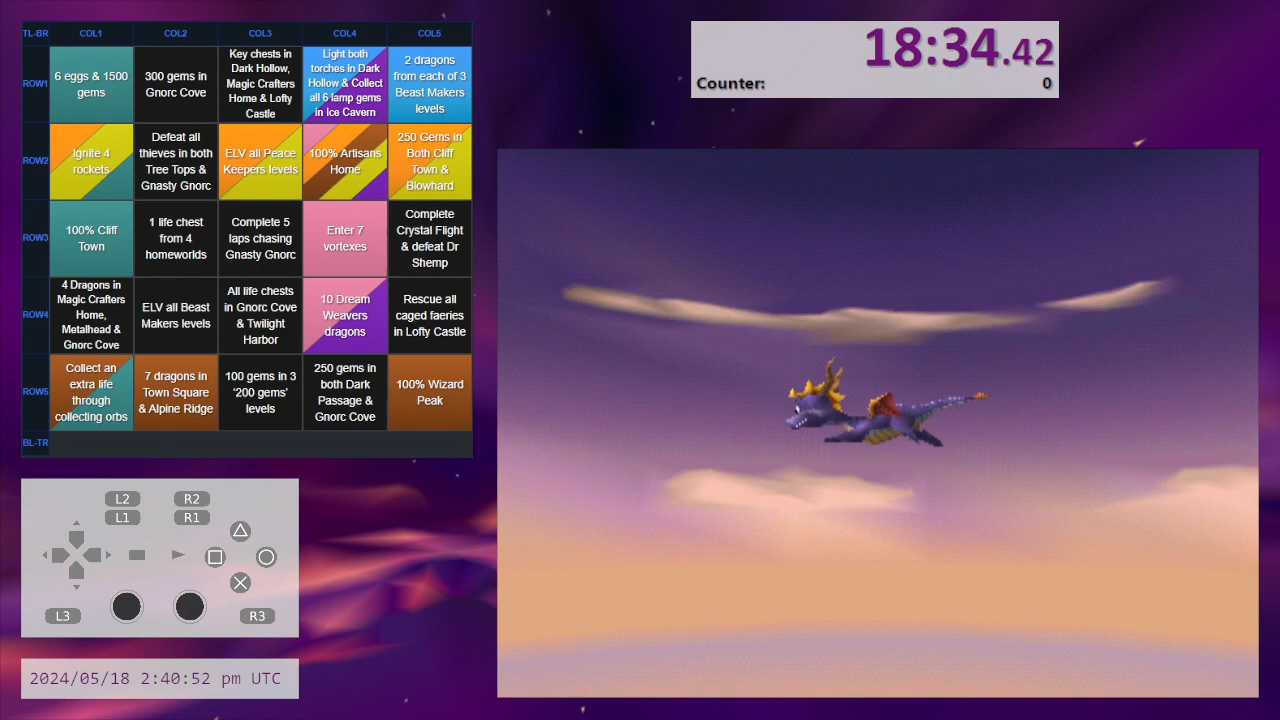 TL-BR COL1 COL2 COL3 COL4 COL5
ROW1
6 eggs & 1500
gems
300 gems in
Gnorc Cove
Key chests in
Dark Hollow,
Magic Crafters
Home & Lofty
Castle
Light both
torches in Dark
Hollow & Collect
all 6 lamp gems
in Ice Cavern
2 dragons
from each of 3
Beast Makers
levels
ROW2
Ignite 4
rockets
Defeat all
thieves in both
Tree Tops &
Gnasty Gnorc
ELV all Peace
Keepers levels
100% Artisans
Home
250 Gems in
Both Cliff
Town &
Blowhard
ROW3
100% Cliff
Town
1 life chest
from 4
homeworlds
Complete 5
laps chasing
Gnasty Gnorc
Enter 7
vortexes
Complete
Crystal Flight
& defeat Dr
Shemp
ROW4
4 Dragons in
Magic Crafters
Home,
Metalhead &
Gnorc Cove
ELV all Beast
Makers levels
All life chests
in Gnorc Cove
& Twilight
Harbor
10 Dream
Weavers
dragons
Rescue all
caged faeries
in Lofty Castle
ROW5
Collect an
extra life
through
collecting orbs
7 dragons in
Town Square
& Alpine Ridge
100 gems in 3
'200 gems'
levels
250 gems in
both Dark
Passage &
Gnorc Cove
100% Wizard
Peak
BL-TR
18:34.42
Counter: 0
L2 R2
L1 R1
L3 R3
2024/05/18 2:40:52 pm UTC